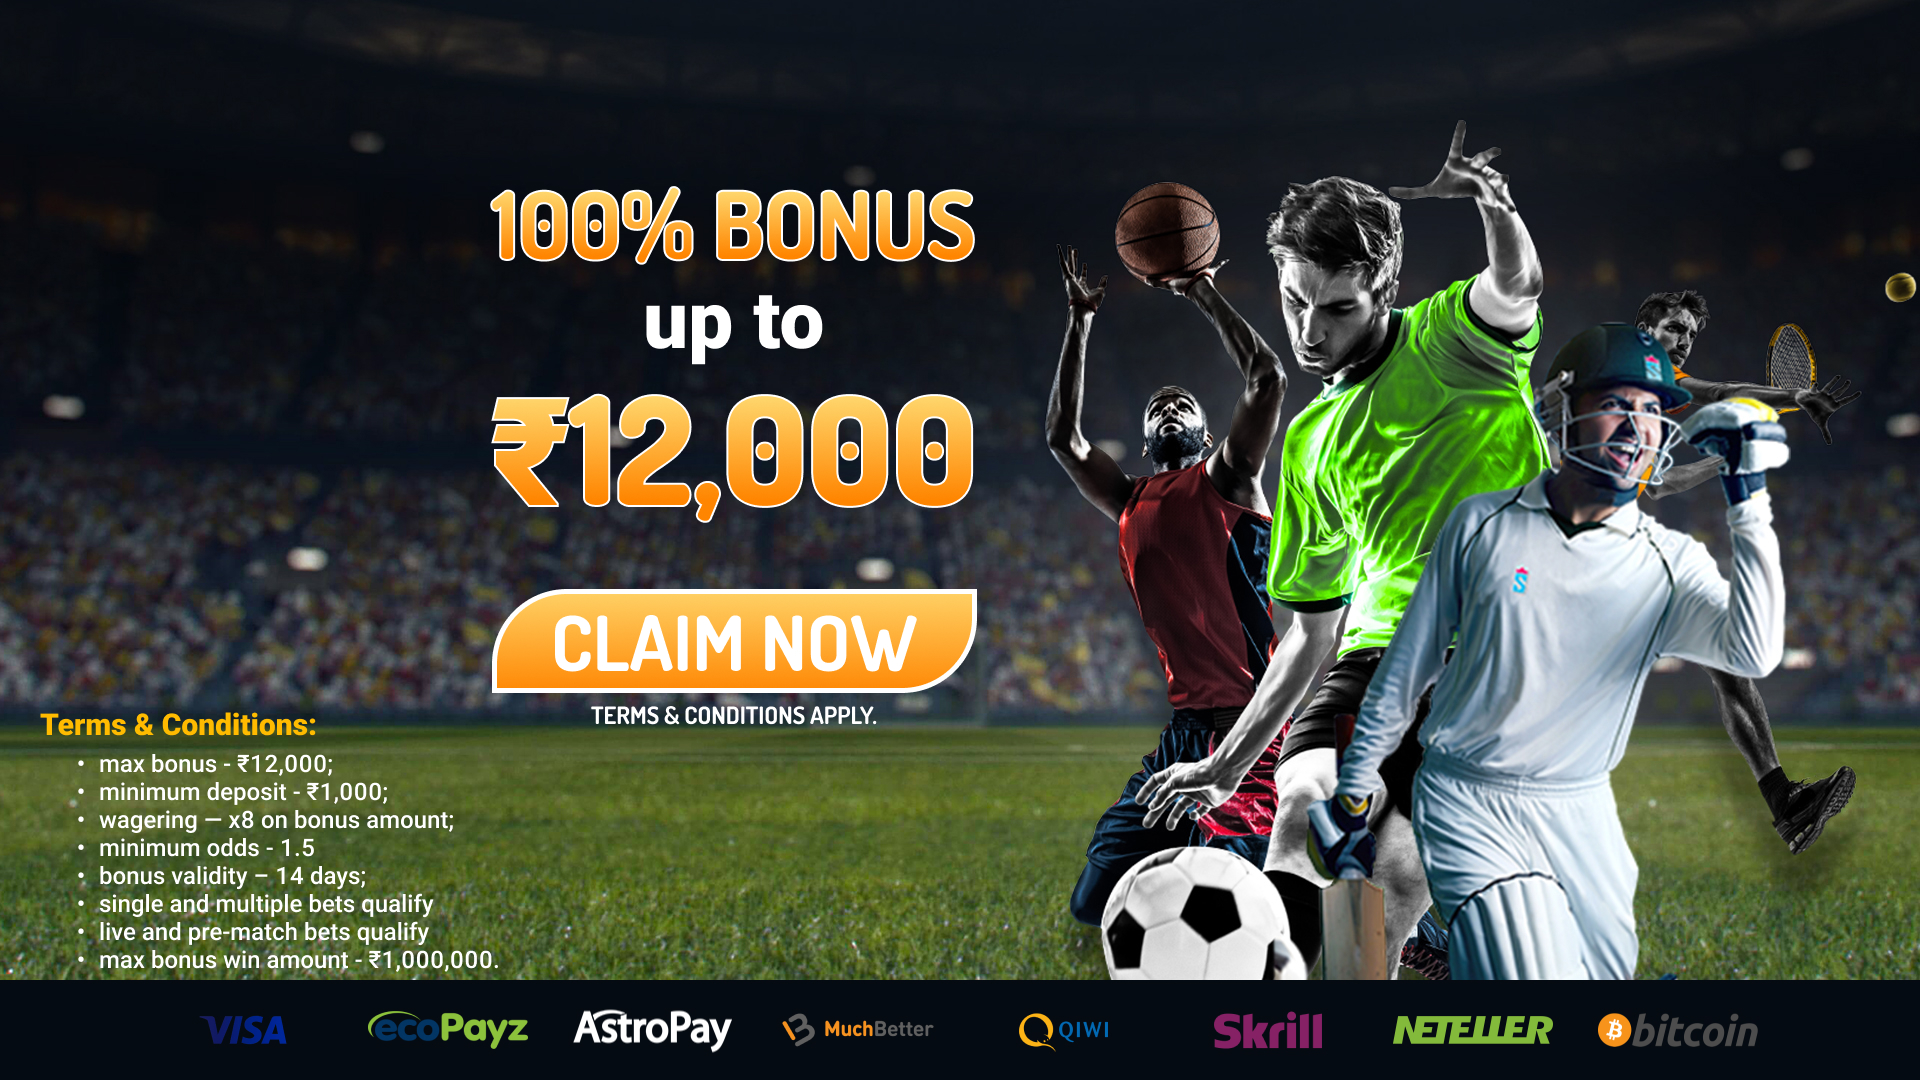 100% BONUS
up to
₹12,000
CLAIM NOW
TERMS & CONDITIONS APPLY.
Terms & Conditions:
• max bonus - ₹12,000;
• minimum deposit - ₹1,000;
• wagering — x8 on bonus amount;
• minimum odds - 1.5
• bonus validity – 14 days;
• single and multiple bets qualify
• live and pre-match bets qualify
• max bonus win amount - ₹1,000,000.
S
S
VISA
ecoPayz
AstroPay
MuchBetter
QIWI
Skrill
NETELLER
bitcoin